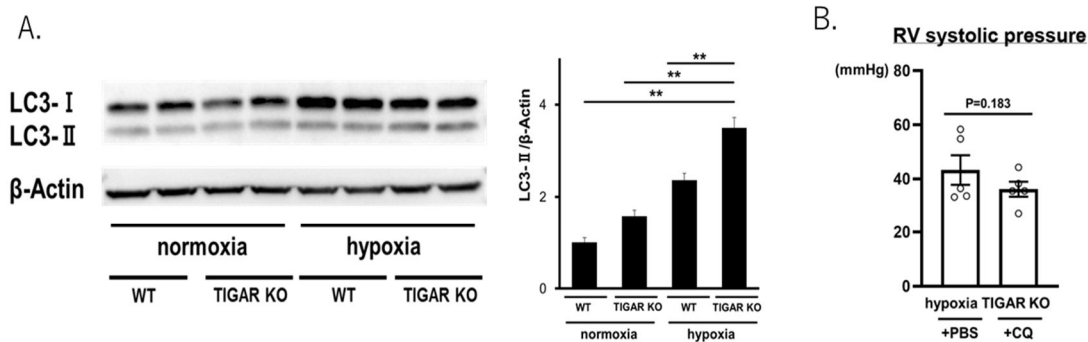 A.
LC3-Ⅰ
LC3-Ⅱ
β-Actin
normoxia hypoxia
WT TIGAR KO WT TIGAR KO
LC3-Ⅱ/β-Actin
**
**
**
4
2
0
WT TIGAR KO WT TIGAR KO
normoxia hypoxia
B.
RV systolic pressure
(mmHg)
80
60
40
20
0
P=0.183
hypoxia TIGAR KO
+PBS +CQ